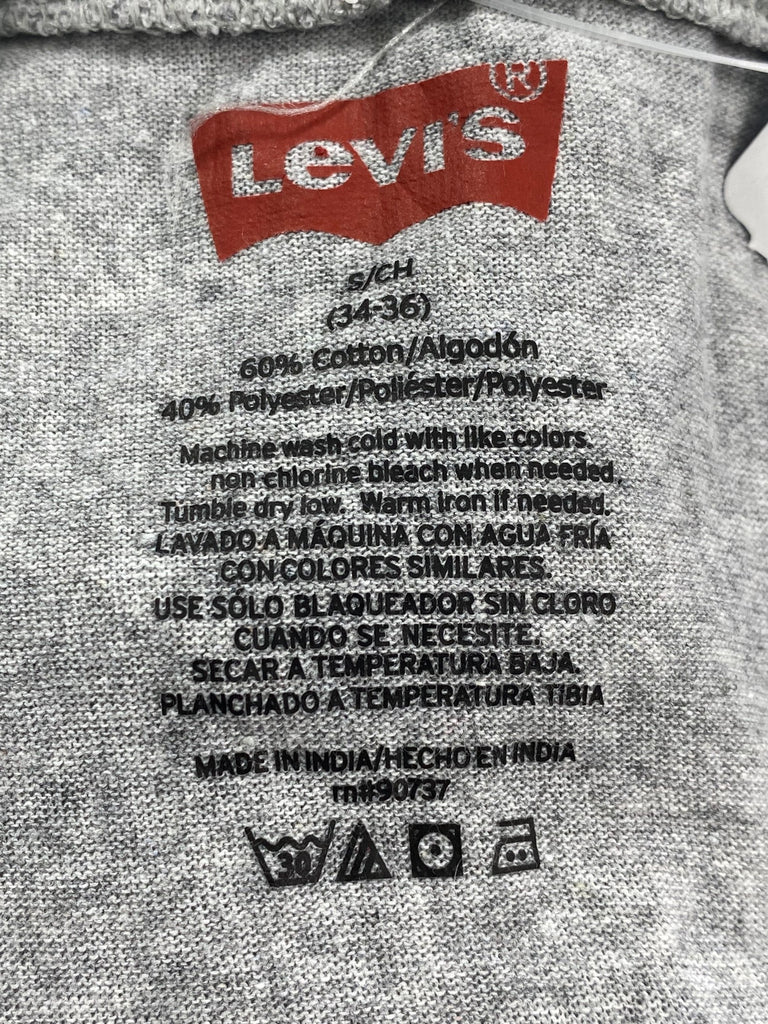 Levi's®
S/CH
(34-36)
60% Cotton/Algodón
40% Polyester/Poliéster/Polyester
Machine wash cold with like colors.
non chlorine bleach when needed.
Tumble dry low. Warm iron if needed.
LAVADO A MÁQUINA CON AGUA FRÍA
CON COLORES SIMILARES.
USE SÓLO BLAQUEADOR SIN CLORO
CUANDO SE NECESITE.
SECAR A TEMPERATURA BAJA.
PLANCHADO A TEMPERATURA TIBIA
MADE IN INDIA/HECHO EN INDIA
rn#90737
30